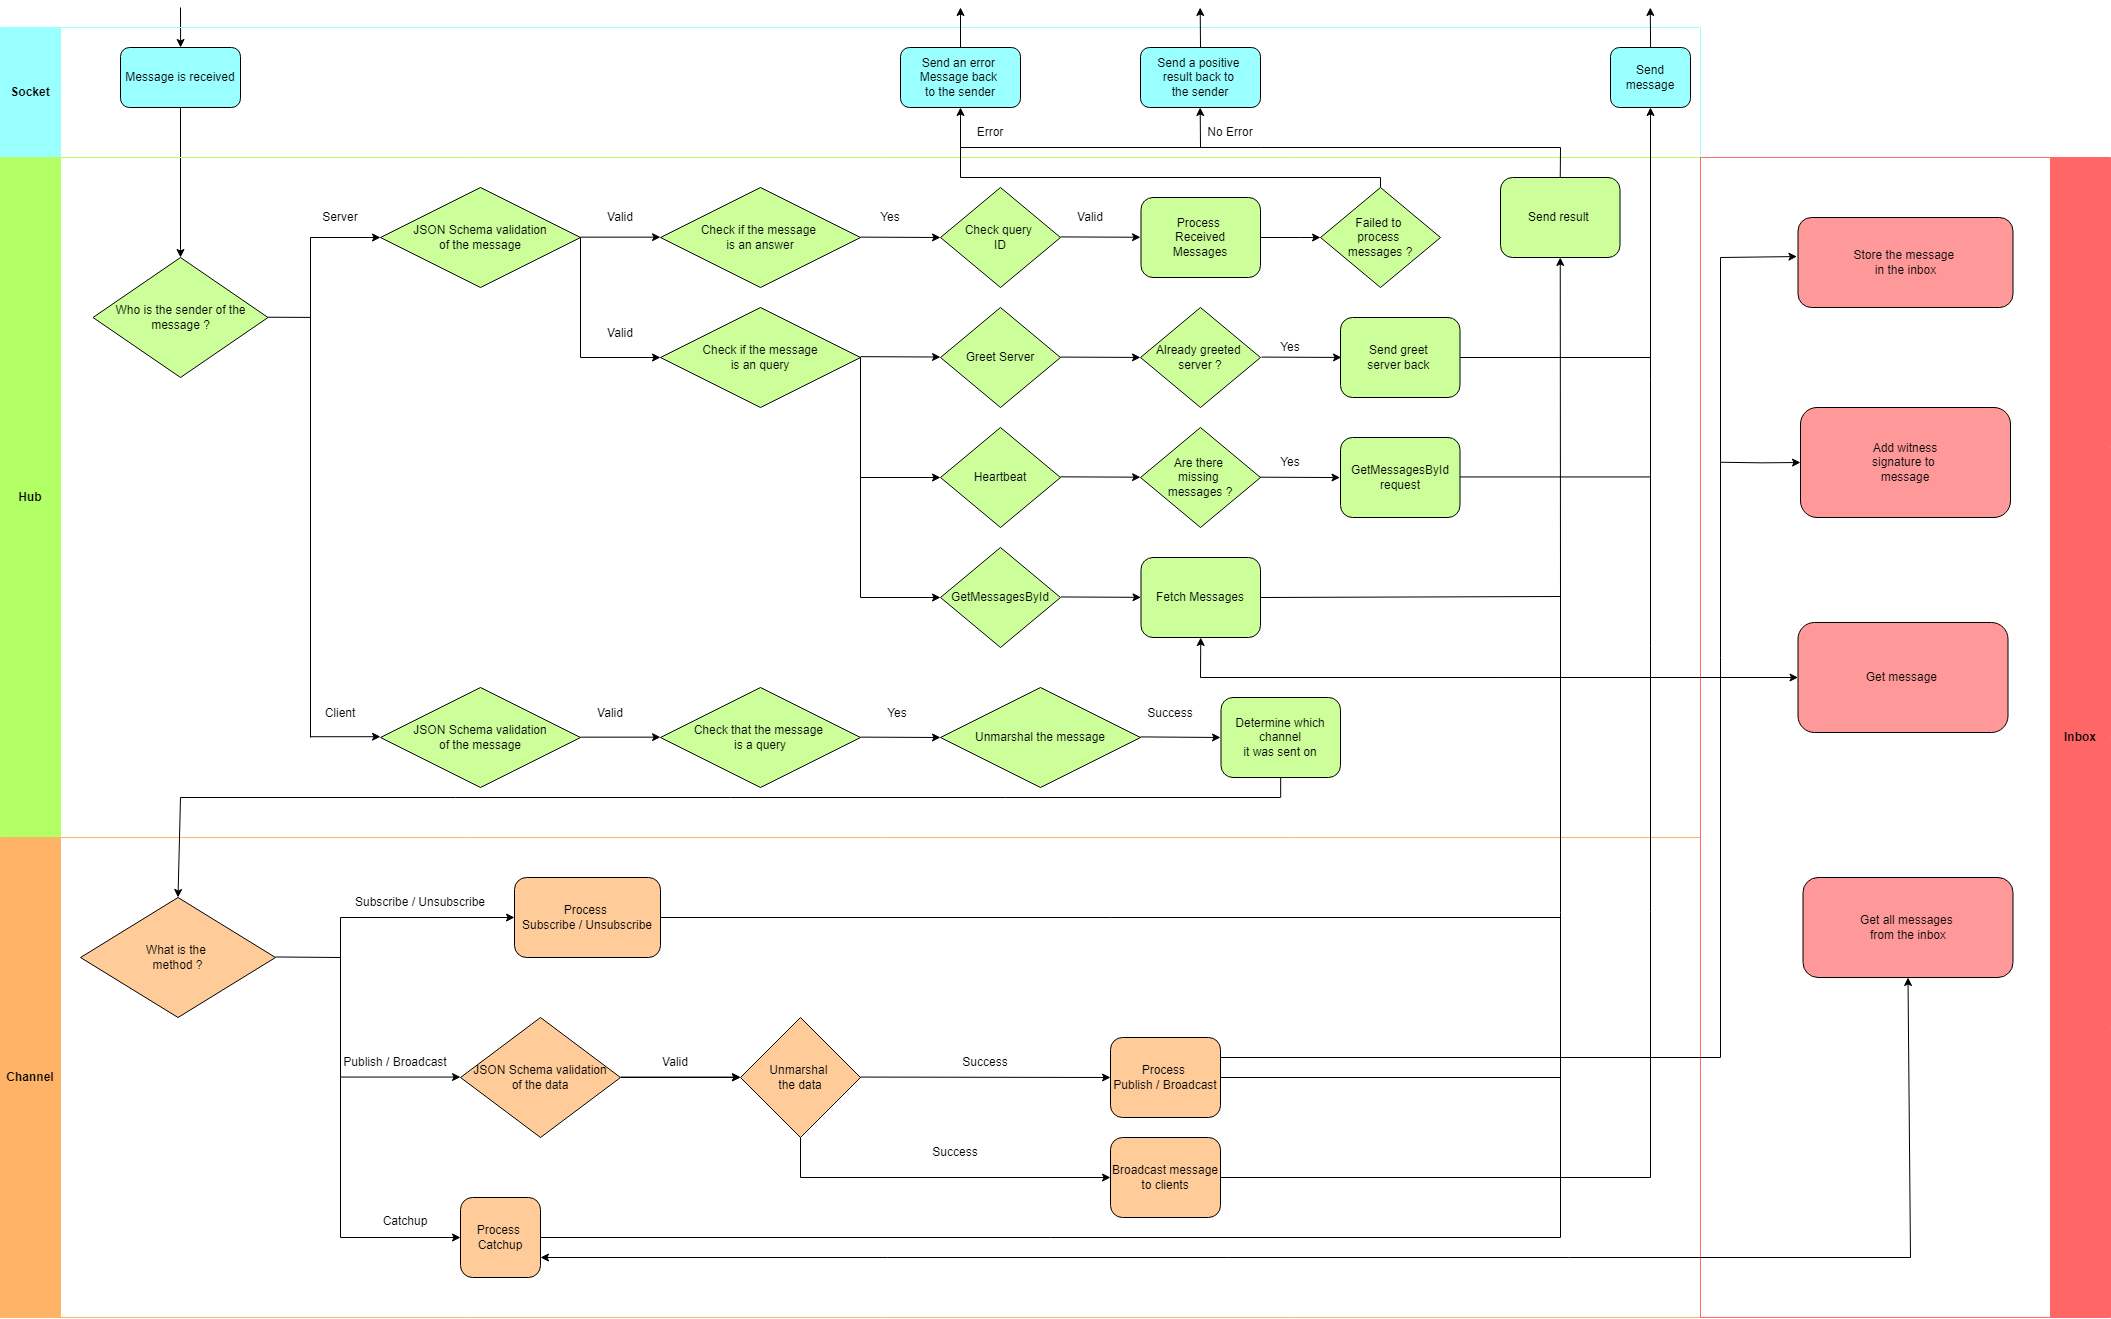 Socket
Message is received
Send an error
Message back
to the sender
Send a positive
result back to
the sender
Send
message
Error
No Error
Hub
Who is the sender of the
message ?
Server
JSON Schema validation
of the message
Valid
Check if the message
is an answer
Yes
Check query
ID
Valid
Process
Received
Messages
Failed to
process
messages ?
Send result
Valid
Check if the message
is an query
Greet Server
Already greeted
server ?
Yes
Send greet
server back
Heartbeat
Are there
missing
messages ?
Yes
GetMessagesById
request
GetMessagesById
Fetch Messages
Client
JSON Schema validation
of the message
Valid
Check that the message
is a query
Yes
Unmarshal the message
Success
Determine which
channel
it was sent on
Inbox
Store the message
in the inbox
Add witness
signature to
message
Get message
Get all messages
from the inbox
Channel
What is the
method ?
Subscribe / Unsubscribe
Process
Subscribe / Unsubscribe
Publish / Broadcast
JSON Schema validation
of the data
Valid
Unmarshal
the data
Success
Process
Publish / Broadcast
Success
Broadcast message
to clients
Catchup
Process
Catchup